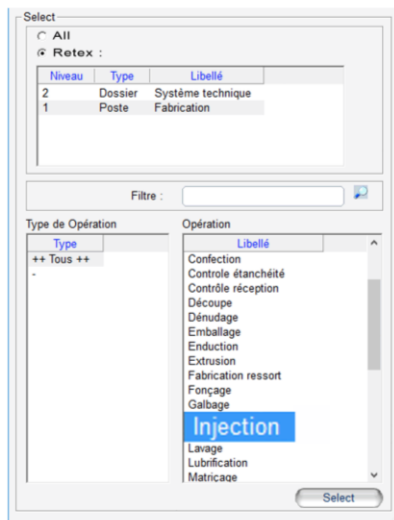 Select
All
Retex :
Niveau Type Libellé
2 Dossier Système technique
1 Poste Fabrication
Filtre :
Type de Opération
Type
++ Tous ++
-
Opération
Libellé
Confection
Controle étanchéité
Contrôle réception
Découpe
Dénudage
Emballage
Enduction
Extrusion
Fabrication ressort
Fonçage
Galbage
Injection
Lavage
Lubrification
Matricage
Select